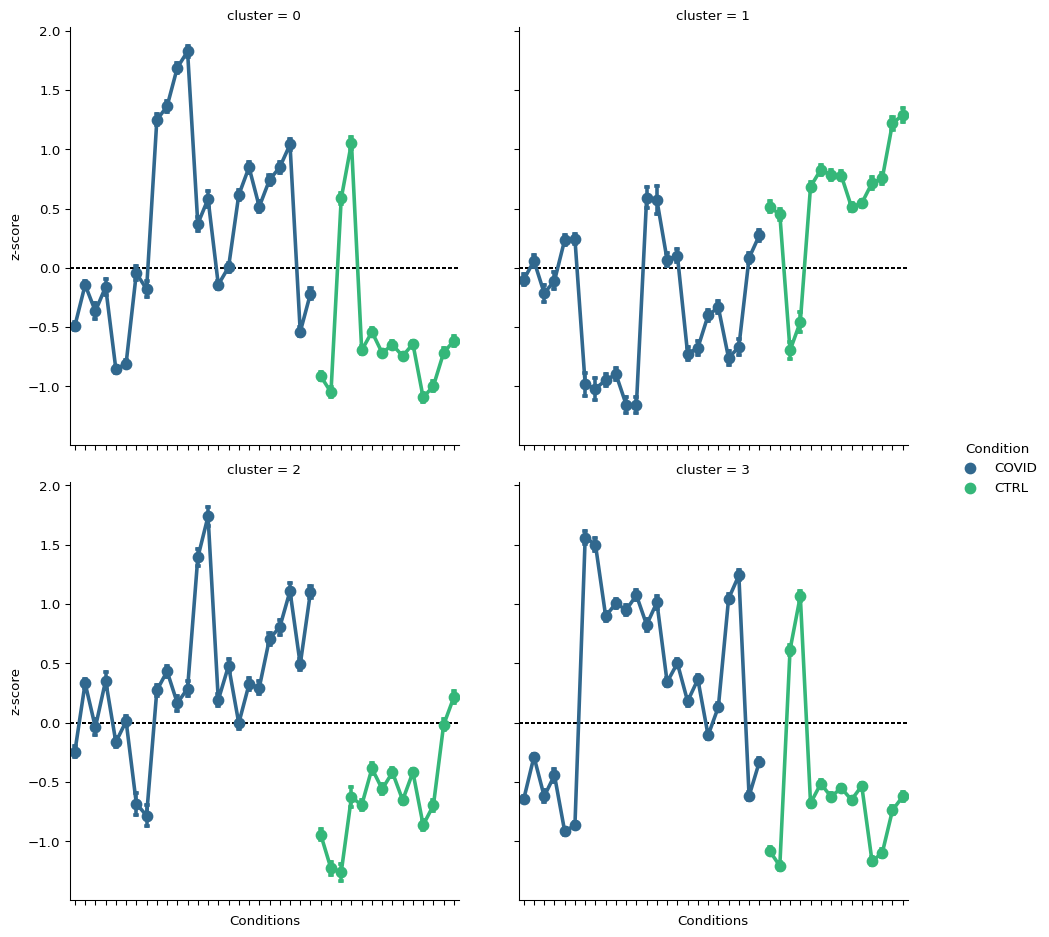 cluster = 0
cluster = 1
2.0
1.5
1.0
0.5
0.0
−0.5
−1.0
z-score
cluster = 2
cluster = 3
Condition
COVID
CTRL
2.0
1.5
1.0
0.5
0.0
−0.5
−1.0
z-score
Conditions
Conditions